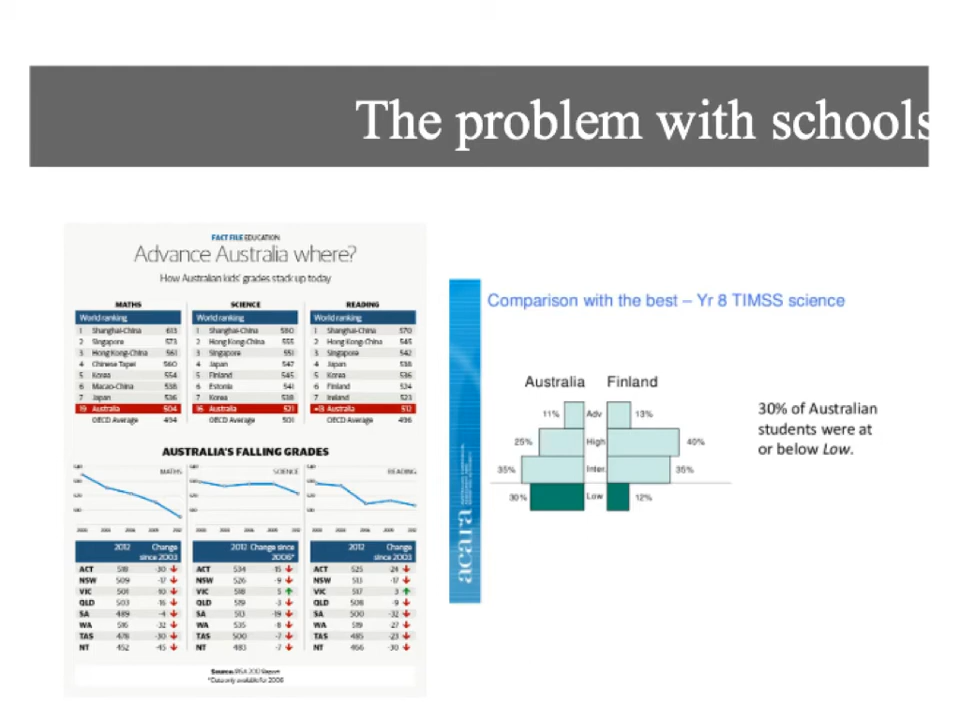 The problem with schools
FACT FILE EDUCATION
Advance Australia where?
How Australian kids' grades stack up today
MATHS
World ranking
1 Shanghai-China 613
2 Singapore 573
3 Hong Kong-China 561
4 Chinese Taipei 560
5 Korea 554
6 Macao-China 538
7 Japan 536
19 Australia 504
OECD Average 494
SCIENCE
World ranking
1 Shanghai-China 580
2 Hong Kong-China 555
3 Singapore 551
4 Japan 547
5 Finland 545
6 Estonia 541
7 Korea 538
16 Australia 521
OECD Average 501
READING
World ranking
1 Shanghai-China 570
2 Hong Kong-China 545
3 Singapore 542
4 Japan 538
5 Korea 536
6 Finland 524
7 Ireland 523
=13 Australia 512
OECD Average 496
AUSTRALIA'S FALLING GRADES
MATHS
2000 2003 2006 2009 2012
SCIENCE
READING
2012 Change since 2003
ACT 518 -30
NSW 509 -17
VIC 501 -10
QLD 503 -16
SA 489 -4
WA 516 -32
TAS 478 -30
NT 452 -45
2012 Change since 2006*
ACT 534 -15
NSW 526 -9
VIC 518 5
QLD 519 -3
SA 513 -19
WA 535 -8
TAS 500 -7
NT 483 -7
2012 Change since 2003
ACT 525 -24
NSW 513 -17
VIC 517 3
QLD 508 -9
SA 500 -32
WA 519 -27
TAS 485 -23
NT 466 -30
Source: PISA 2012 Report
*Data only available for 2006
acara
Comparison with the best – Yr 8 TIMSS science
Australia Finland
11% Adv 13%
25% High 40%
35% Inter. 35%
30% Low 12%
30% of Australian
students were at
or below Low.